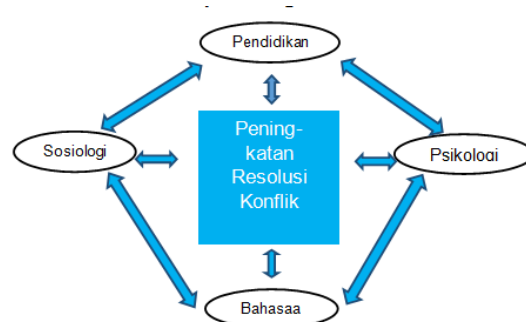 Pendidikan
Sosiologi
Pening-
katan
Resolusi
Konflik
Psikologi
Bahasaa